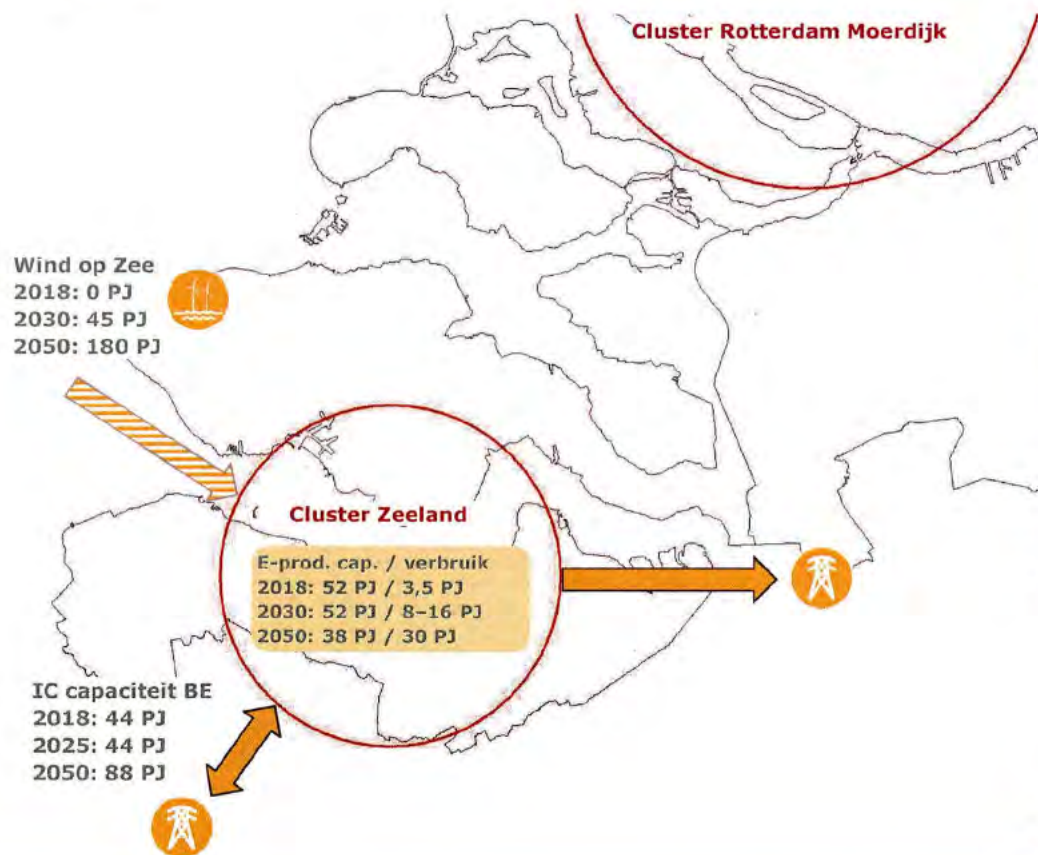 Cluster Rotterdam Moerdijk
Wind op Zee
2018: 0 PJ
2030: 45 PJ
2050: 180 PJ
Cluster Zeeland
E-prod. cap. / verbruik
2018: 52 PJ / 3,5 PJ
2030: 52 PJ / 8–16 PJ
2050: 38 PJ / 30 PJ
IC capaciteit BE
2018: 44 PJ
2025: 44 PJ
2050: 88 PJ